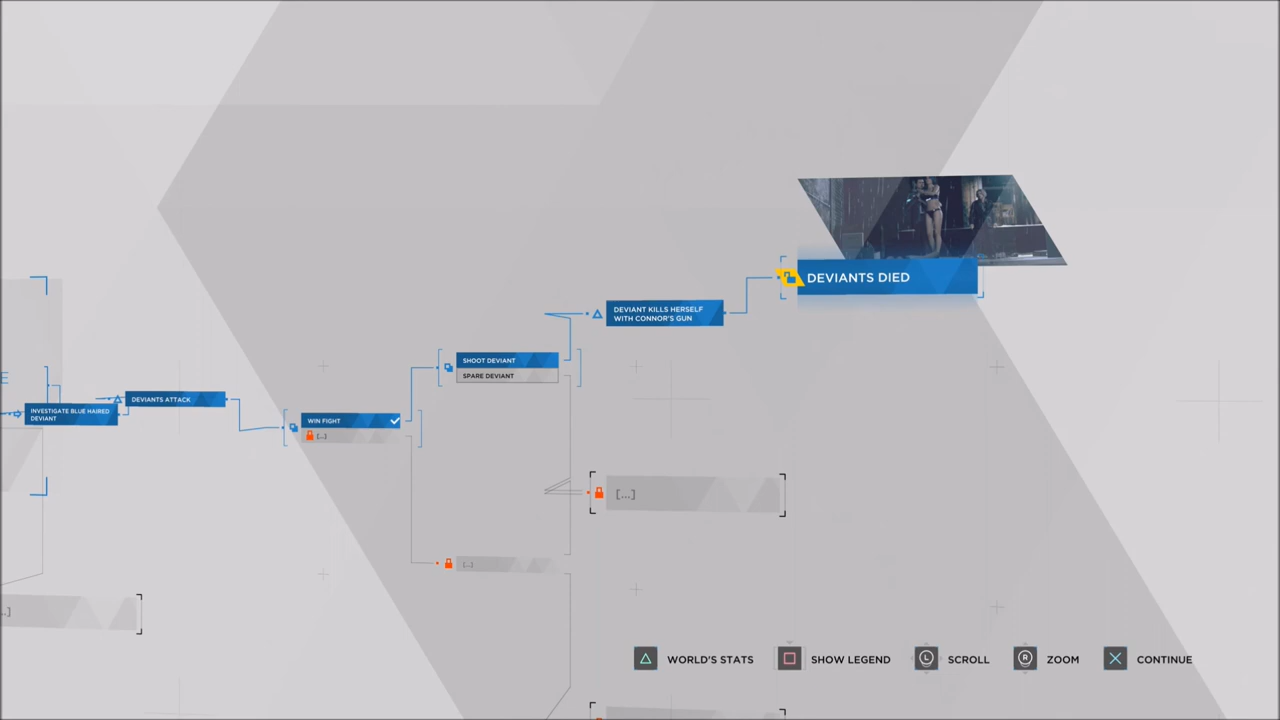 DEVIANTS DIED
DEVIANT KILLS HERSELF
WITH CONNOR'S GUN
SHOOT DEVIANT
SPARE DEVIANT
E
DEVIANTS ATTACK
INVESTIGATE BLUE HAIRED
DEVIANT
WIN FIGHT
[...]
[...]
[...]
..]
WORLD'S STATS
SHOW LEGEND
L
SCROLL
R
ZOOM
CONTINUE